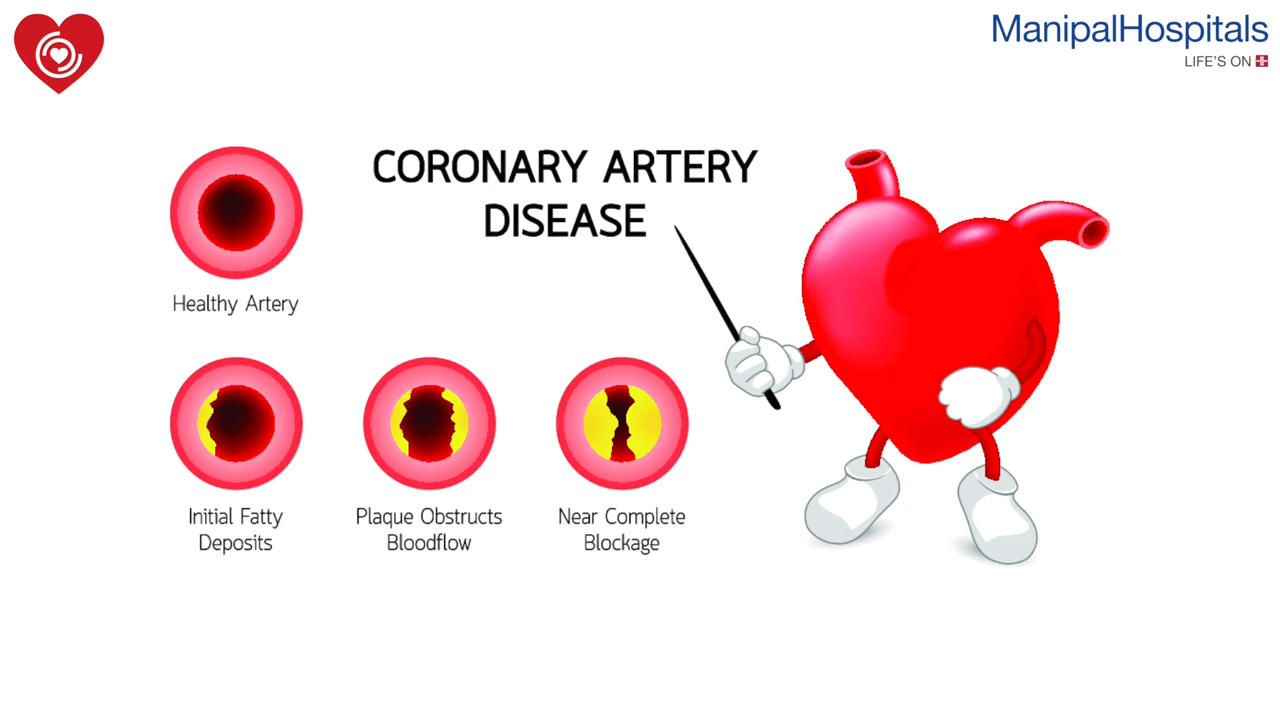 ManipalHospitals
LIFE'S ON
CORONARY ARTERY
DISEASE
Healthy Artery
Initial Fatty
Deposits
Plaque Obstructs
Bloodflow
Near Complete
Blockage